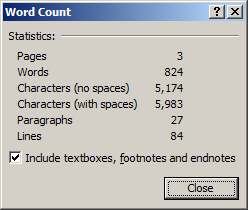 Word Count
Statistics:
Pages 3
Words 824
Characters (no spaces) 5,174
Characters (with spaces) 5,983
Paragraphs 27
Lines 84
Include textboxes, footnotes and endnotes
Close